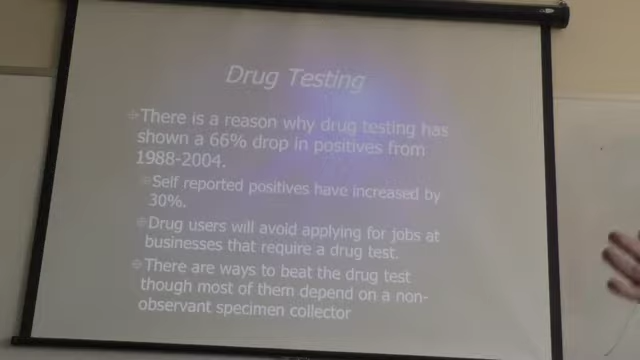 Drug Testing
There is a reason why drug testing has
shown a 66% drop in positives from
1988-2004.
Self reported positives have increased by
30%.
Drug users will avoid applying for jobs at
businesses that require a drug test.
There are ways to beat the drug test
though most of them depend on a non-
observant specimen collector